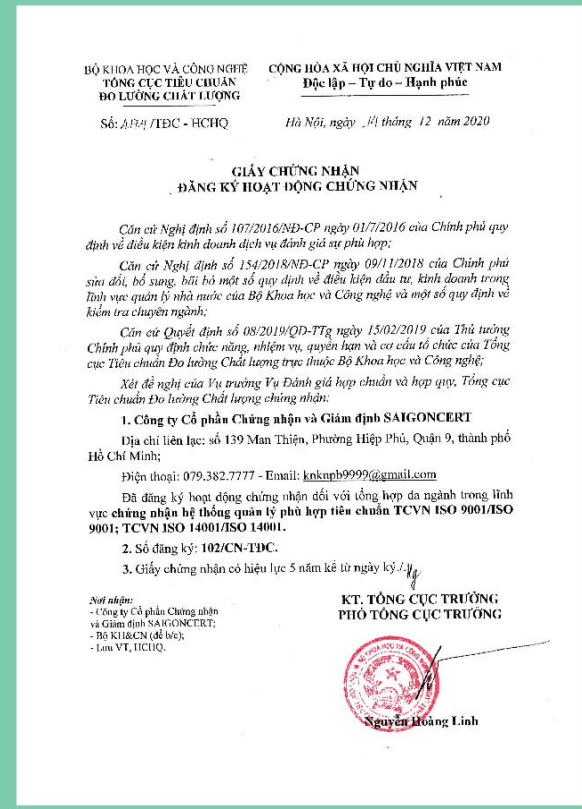 BỘ KHOA HỌC VÀ CÔNG NGHỆ
TỔNG CỤC TIÊU CHUẨN
ĐO LƯỜNG CHẤT LƯỢNG
CỘNG HÒA XÃ HỘI CHỦ NGHĨA VIỆT NAM
Độc lập – Tự do – Hạnh phúc
Số: /TĐC - HCHQ
Hà Nội, ngày tháng 12 năm 2020
GIẤY CHỨNG NHẬN
ĐĂNG KÝ HOẠT ĐỘNG CHỨNG NHẬN
Căn cứ Nghị định số 107/2016/NĐ-CP ngày 01/7/2016 của Chính phủ quy
định về điều kiện kinh doanh dịch vụ đánh giá sự phù hợp;
Căn cứ Nghị định số 154/2018/NĐ-CP ngày 09/11/2018 của Chính phủ
sửa đổi, bổ sung, bãi bỏ một số quy định về điều kiện đầu tư, kinh doanh trong
lĩnh vực quản lý nhà nước của Bộ Khoa học và Công nghệ và một số quy định về
kiểm tra chuyên ngành;
Căn cứ Quyết định số 08/2019/QĐ-TTg ngày 15/02/2019 của Thủ tướng
Chính phủ quy định chức năng, nhiệm vụ, quyền hạn và cơ cấu tổ chức của Tổng
cục Tiêu chuẩn Đo lường Chất lượng trực thuộc Bộ Khoa học và Công nghệ;
Xét đề nghị của Vụ trưởng Vụ Đánh giá hợp chuẩn và hợp quy, Tổng cục
Tiêu chuẩn Đo lường Chất lượng chứng nhận:
1. Công ty Cổ phần Chứng nhận và Giám định SAIGONCERT
Địa chỉ liên lạc: số 139 Man Thiện, Phường Hiệp Phú, Quận 9, thành phố
Hồ Chí Minh;
Điện thoại: 079.382.7777 - Email: knknpb9999@gmail.com
Đã đăng ký hoạt động chứng nhận đối với tổng hợp đa ngành trong lĩnh
vực chứng nhận hệ thống quản lý phù hợp tiêu chuẩn TCVN ISO 9001/ISO
9001; TCVN ISO 14001/ISO 14001.
2. Số đăng ký: 102/CN-TĐC.
3. Giấy chứng nhận có hiệu lực 5 năm kể từ ngày ký./.
Nơi nhận:
- Công ty Cổ phần Chứng nhận
và Giám định SAIGONCERT;
- Bộ KH&CN (để b/c);
- Lưu VT, HCHQ.
KT. TỔNG CỤC TRƯỞNG
PHÓ TỔNG CỤC TRƯỞNG
Nguyễn Hoàng Linh